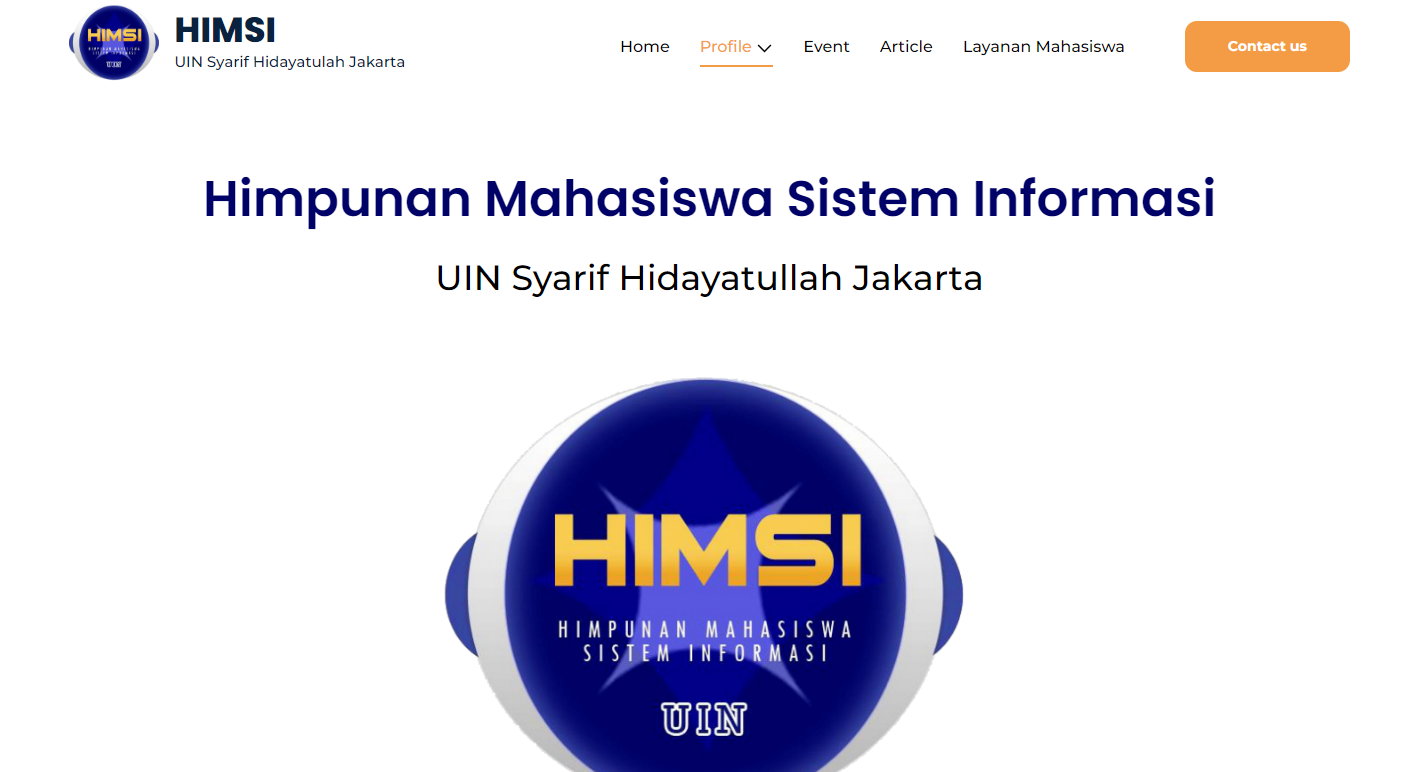 HIMSI
HIMPUNAN MAHASISWA
SISTEM INFORMASI
UIN
HIMSI
UIN Syarif Hidayatulah Jakarta
Home
Profile
Event
Article
Layanan Mahasiswa
Contact us
Himpunan Mahasiswa Sistem Informasi
UIN Syarif Hidayatullah Jakarta
HIMSI
HIMPUNAN MAHASISWA
SISTEM INFORMASI
UIN